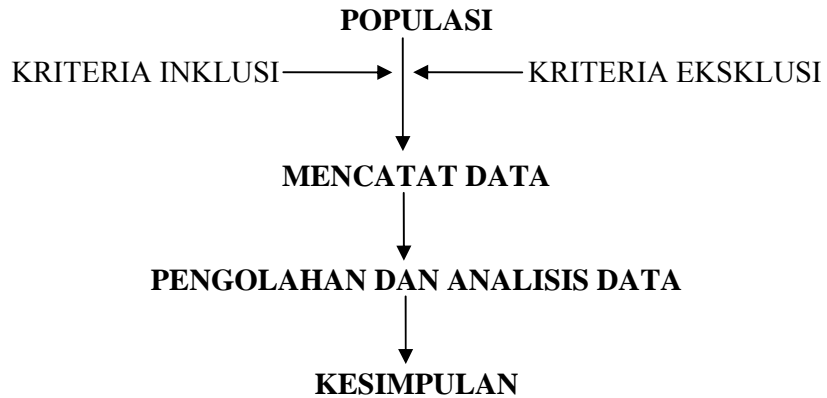 POPULASI
KRITERIA INKLUSI KRITERIA EKSKLUSI
MENCATAT DATA
PENGOLAHAN DAN ANALISIS DATA
KESIMPULAN